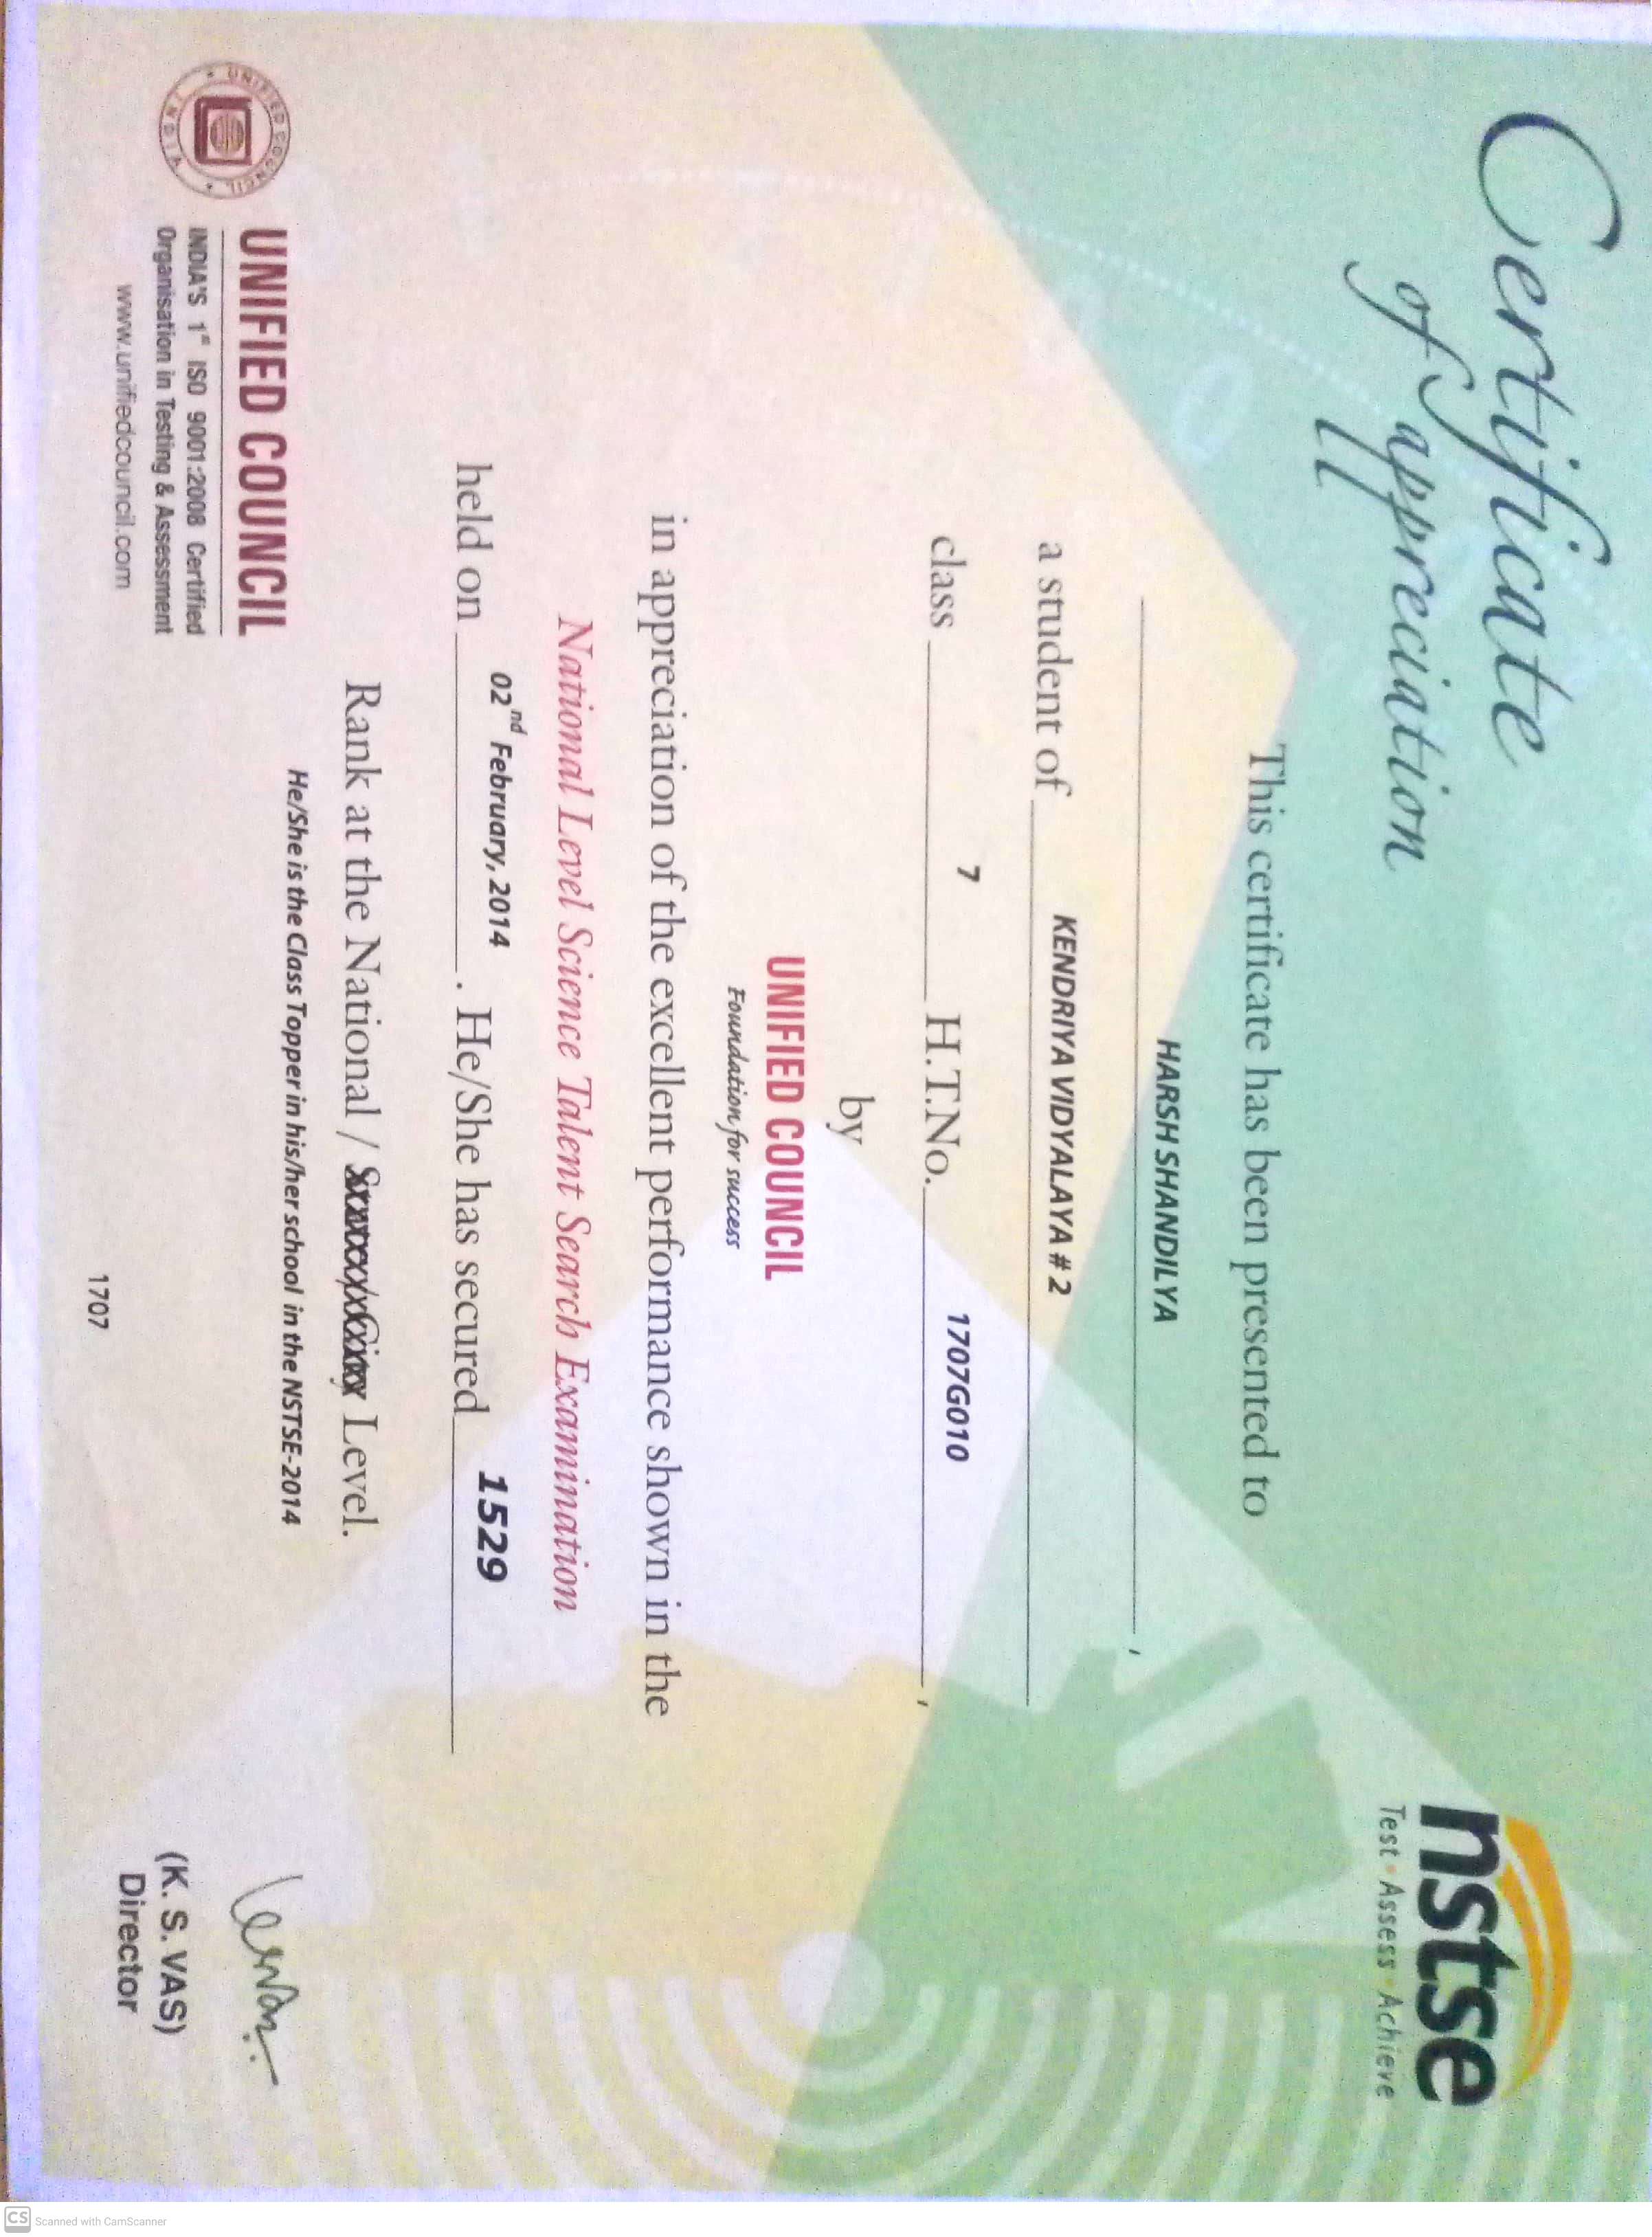 Certificate
of appreciation
nstse
Test • Assess • Achieve
This certificate has been presented to
HARSH SHANDILYA ,
a student of KENDRIYA VIDYALAYA # 2
class 7 H.T.No. 1707G010 ,
by
UNIFIED COUNCIL
Foundation for success
in appreciation of the excellent performance shown in the
National Level Science Talent Search Examination
held on 02nd February, 2014 . He/She has secured 1529
Rank at the National / State / City Level.
He/She is the Class Topper in his/her school in the NSTSE-2014
UNIFIED COUNCIL
INDIA
UNIFIED COUNCIL
INDIA'S 1st ISO 9001:2008 Certified
Organisation in Testing & Assessment
www.unifiedcouncil.com
(K. S. VAS)
Director
1707
CS Scanned with CamScanner